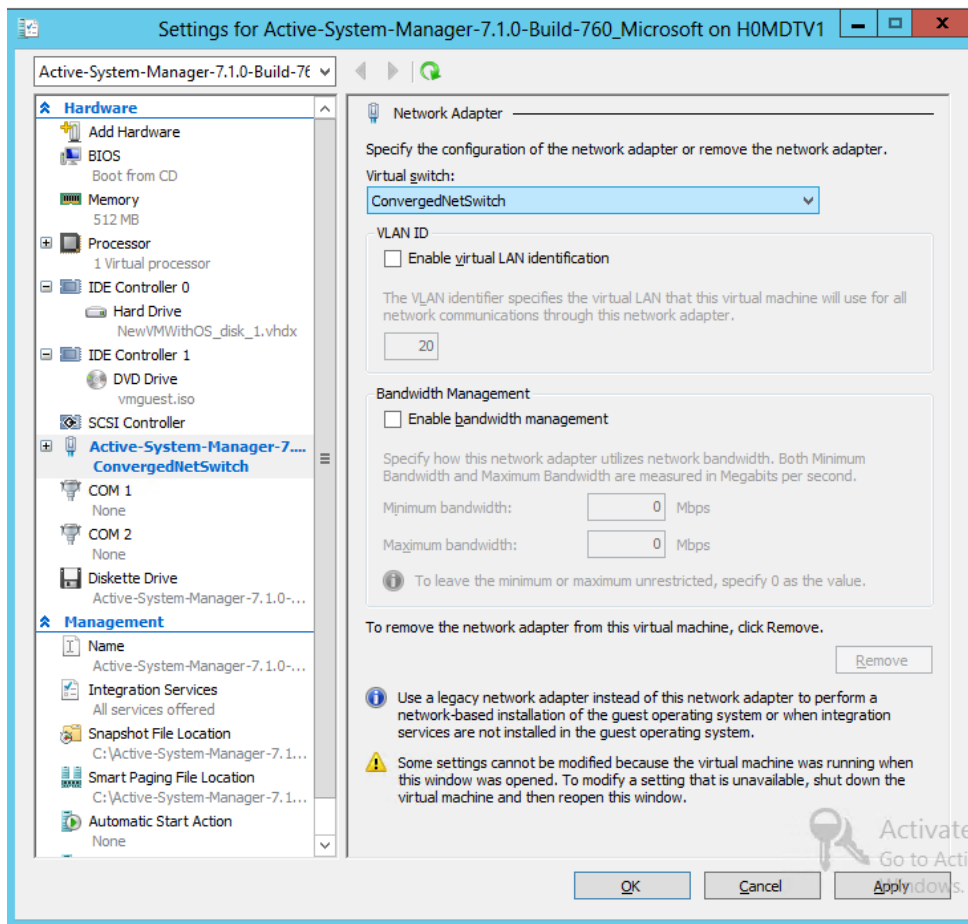 Settings for Active-System-Manager-7.1.0-Build-760_Microsoft on H0MDTV1
Active-System-Manager-7.1.0-Build-76
Hardware
Add Hardware
BIOS
Boot from CD
Memory
512 MB
Processor
1 Virtual processor
IDE Controller 0
Hard Drive
NewVMWithOS_disk_1.vhdx
IDE Controller 1
DVD Drive
vmguest.iso
SCSI Controller
Active-System-Manager-7....
ConvergedNetSwitch
COM 1
None
COM 2
None
Diskette Drive
Active-System-Manager-7.1.0-...
Management
Name
Active-System-Manager-7.1.0-...
Integration Services
All services offered
Snapshot File Location
C:\Active-System-Manager-7.1...
Smart Paging File Location
C:\Active-System-Manager-7.1...
Automatic Start Action
None
Network Adapter
Specify the configuration of the network adapter or remove the network adapter.
Virtual switch:
ConvergedNetSwitch
VLAN ID
Enable virtual LAN identification
The VLAN identifier specifies the virtual LAN that this virtual machine will use for all
network communications through this network adapter.
20
Bandwidth Management
Enable bandwidth management
Specify how this network adapter utilizes network bandwidth. Both Minimum
Bandwidth and Maximum Bandwidth are measured in Megabits per second.
Minimum bandwidth: 0 Mbps
Maximum bandwidth: 0 Mbps
To leave the minimum or maximum unrestricted, specify 0 as the value.
To remove the network adapter from this virtual machine, click Remove.
Remove
Use a legacy network adapter instead of this network adapter to perform a
network-based installation of the guest operating system or when integration
services are not installed in the guest operating system.
Some settings cannot be modified because the virtual machine was running when
this window was opened. To modify a setting that is unavailable, shut down the
virtual machine and then reopen this window.
Activate
Go to Acti
OK Cancel Apply